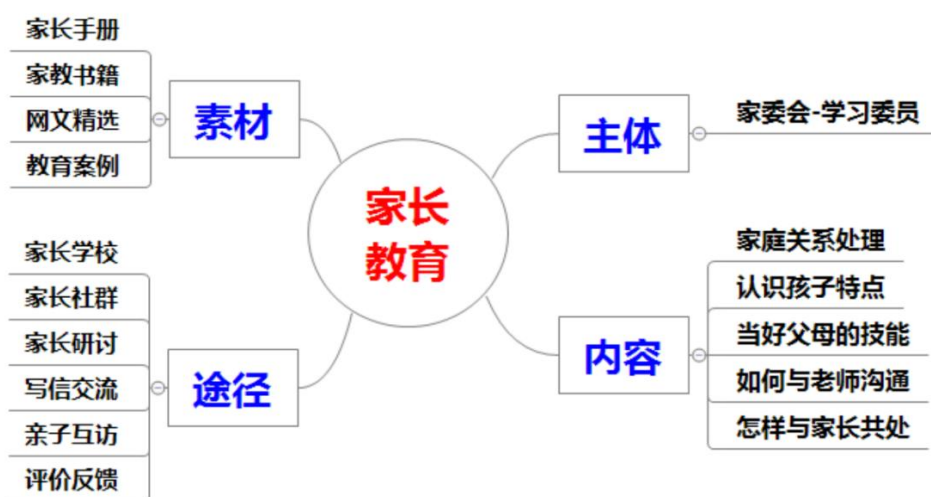 家长手册
家教书籍
网文精选
教育案例
素材
家长学校
家长社群
家长研讨
写信交流
亲子互访
评价反馈
途径
家长
教育
主体
家委会-学习委员
内容
家庭关系处理
认识孩子特点
当好父母的技能
如何与老师沟通
怎样与家长共处